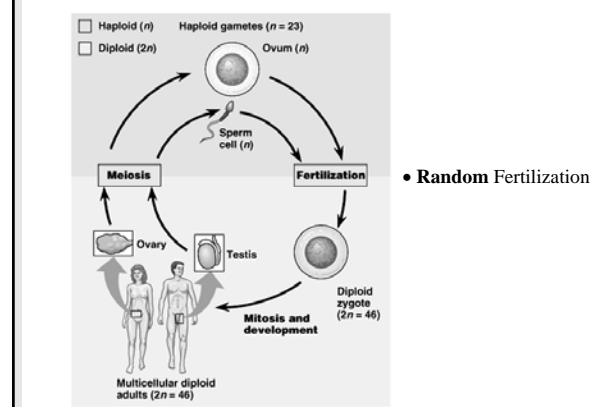 Haploid (n)
Haploid gametes (n = 23)
Diploid (2n)
Ovum (n)
Sperm
cell (n)
Meiosis
Fertilization
• Random Fertilization
Ovary
Testis
Diploid
zygote
(2n = 46)
Mitosis and
development
Multicellular diploid
adults (2n = 46)